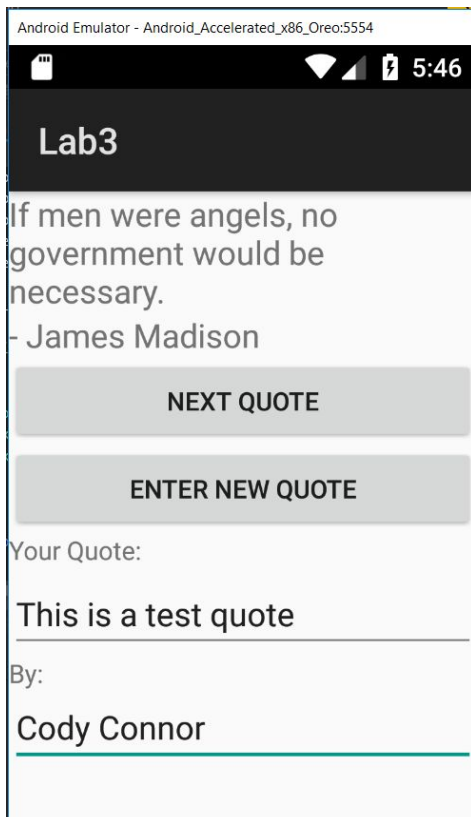 Android Emulator - Android_Accelerated_x86_Oreo:5554
5:46
Lab3
If men were angels, no
government would be
necessary.
- James Madison
NEXT QUOTE
ENTER NEW QUOTE
Your Quote:
This is a test quote
By:
Cody Connor